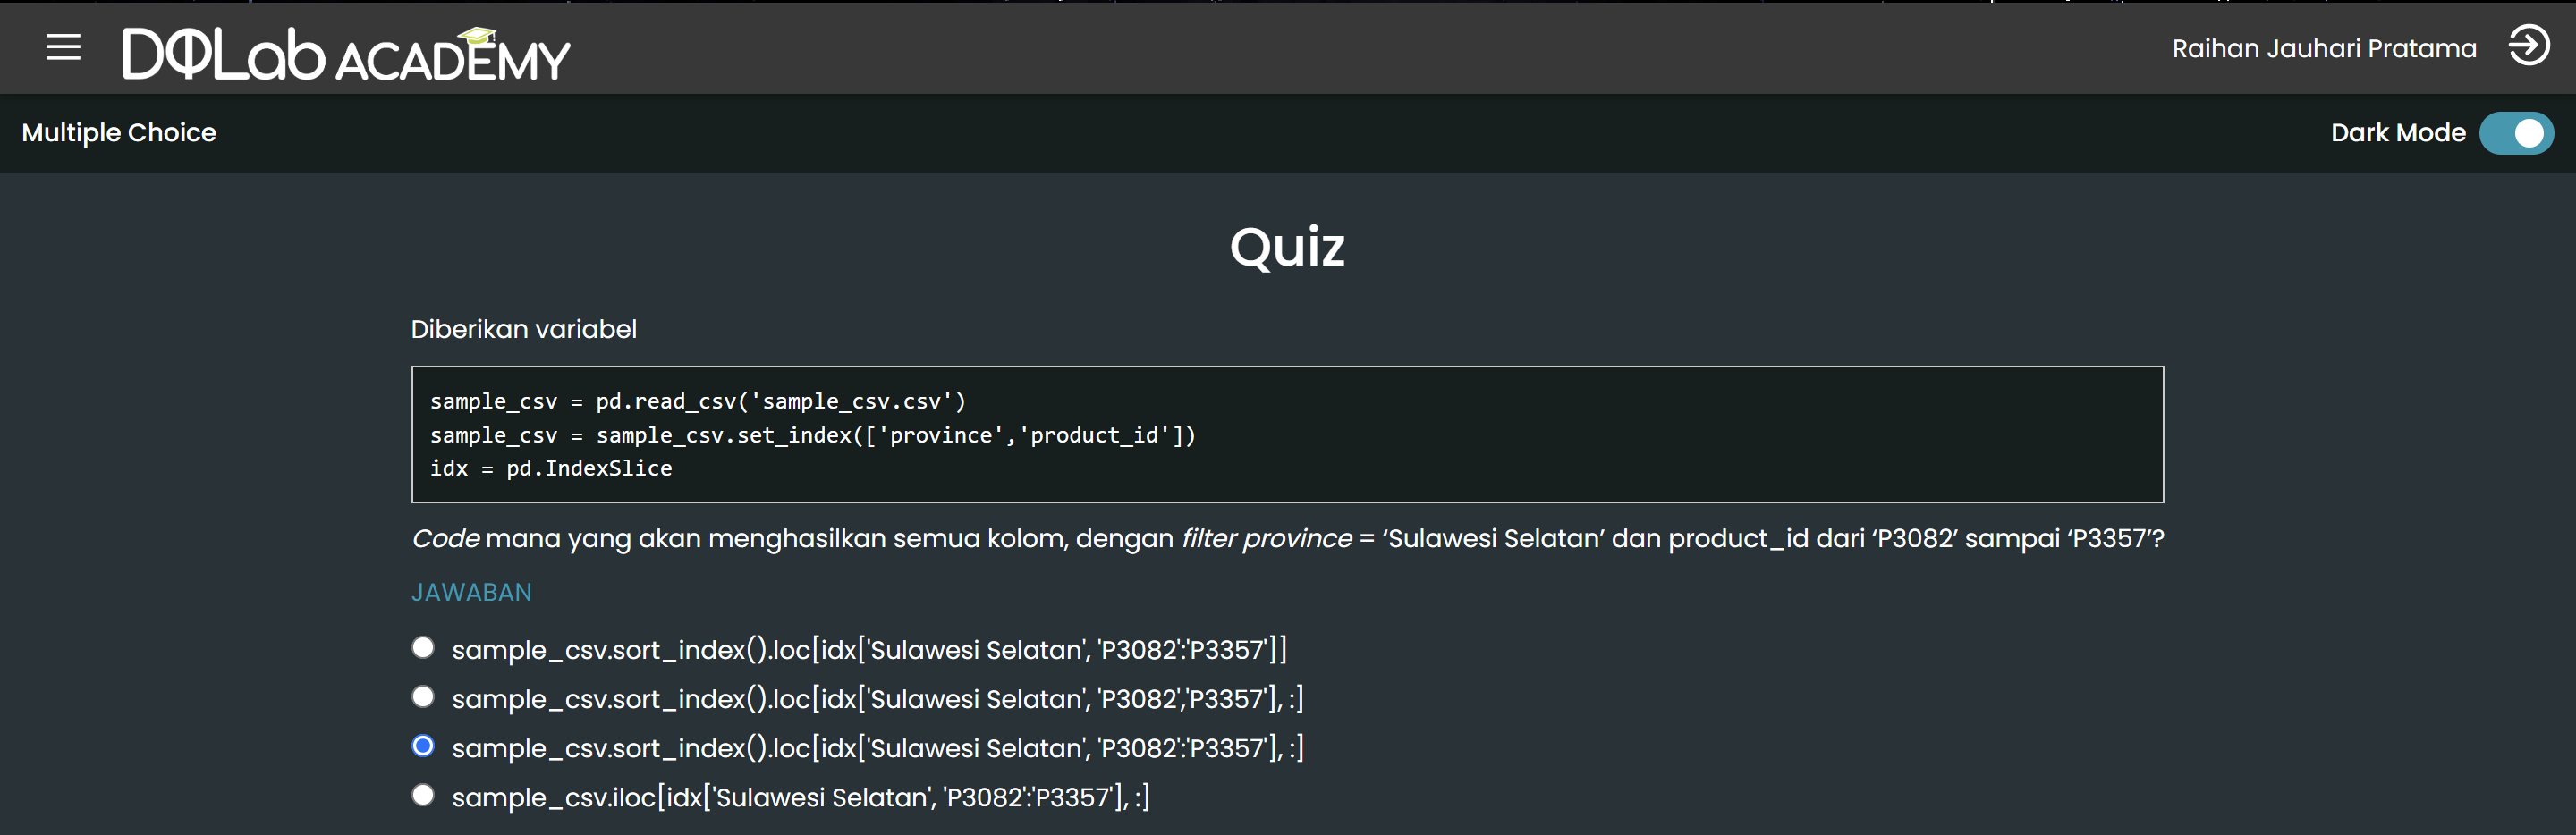 DQLab ACADEMY
Raihan Jauhari Pratama
Multiple Choice
Dark Mode
Quiz
Diberikan variabel
sample_csv = pd.read_csv('sample_csv.csv')
sample_csv = sample_csv.set_index(['province','product_id'])
idx = pd.IndexSlice
Code mana yang akan menghasilkan semua kolom, dengan filter province = ‘Sulawesi Selatan’ dan product_id dari ‘P3082’ sampai ‘P3357’?
JAWABAN
sample_csv.sort_index().loc[idx['Sulawesi Selatan', 'P3082':'P3357']]
sample_csv.sort_index().loc[idx['Sulawesi Selatan', 'P3082','P3357'], :]
sample_csv.sort_index().loc[idx['Sulawesi Selatan', 'P3082':'P3357'], :]
sample_csv.iloc[idx['Sulawesi Selatan', 'P3082':'P3357'], :]